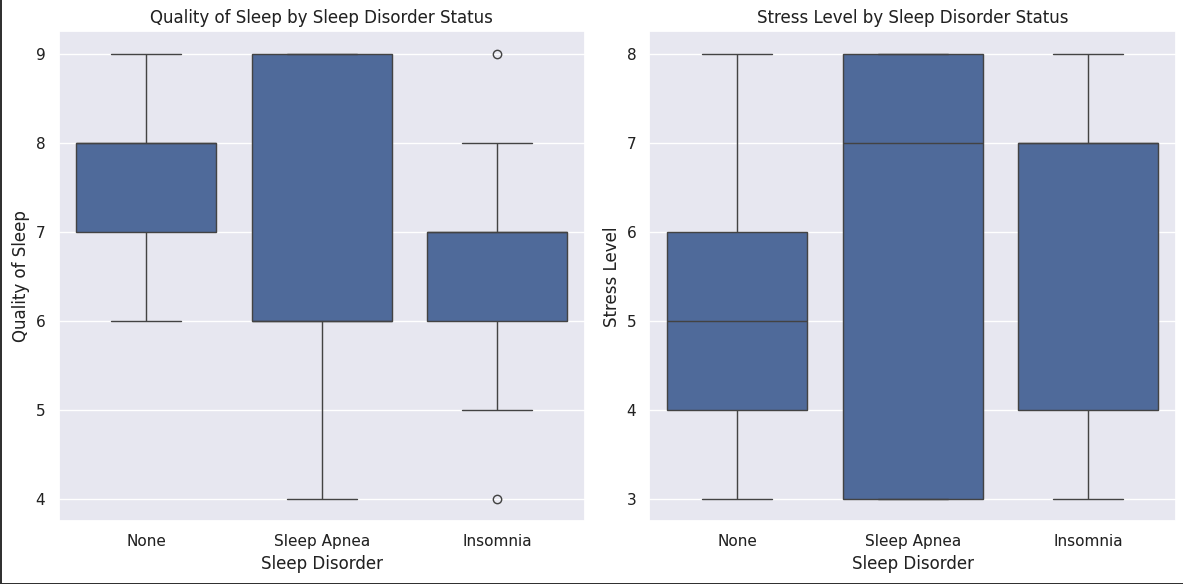 Quality of Sleep by Sleep Disorder Status
9
8
7
6
5
4
Quality of Sleep
None Sleep Apnea Insomnia
Sleep Disorder
Stress Level by Sleep Disorder Status
8
7
6
5
4
3
Stress Level
None Sleep Apnea Insomnia
Sleep Disorder